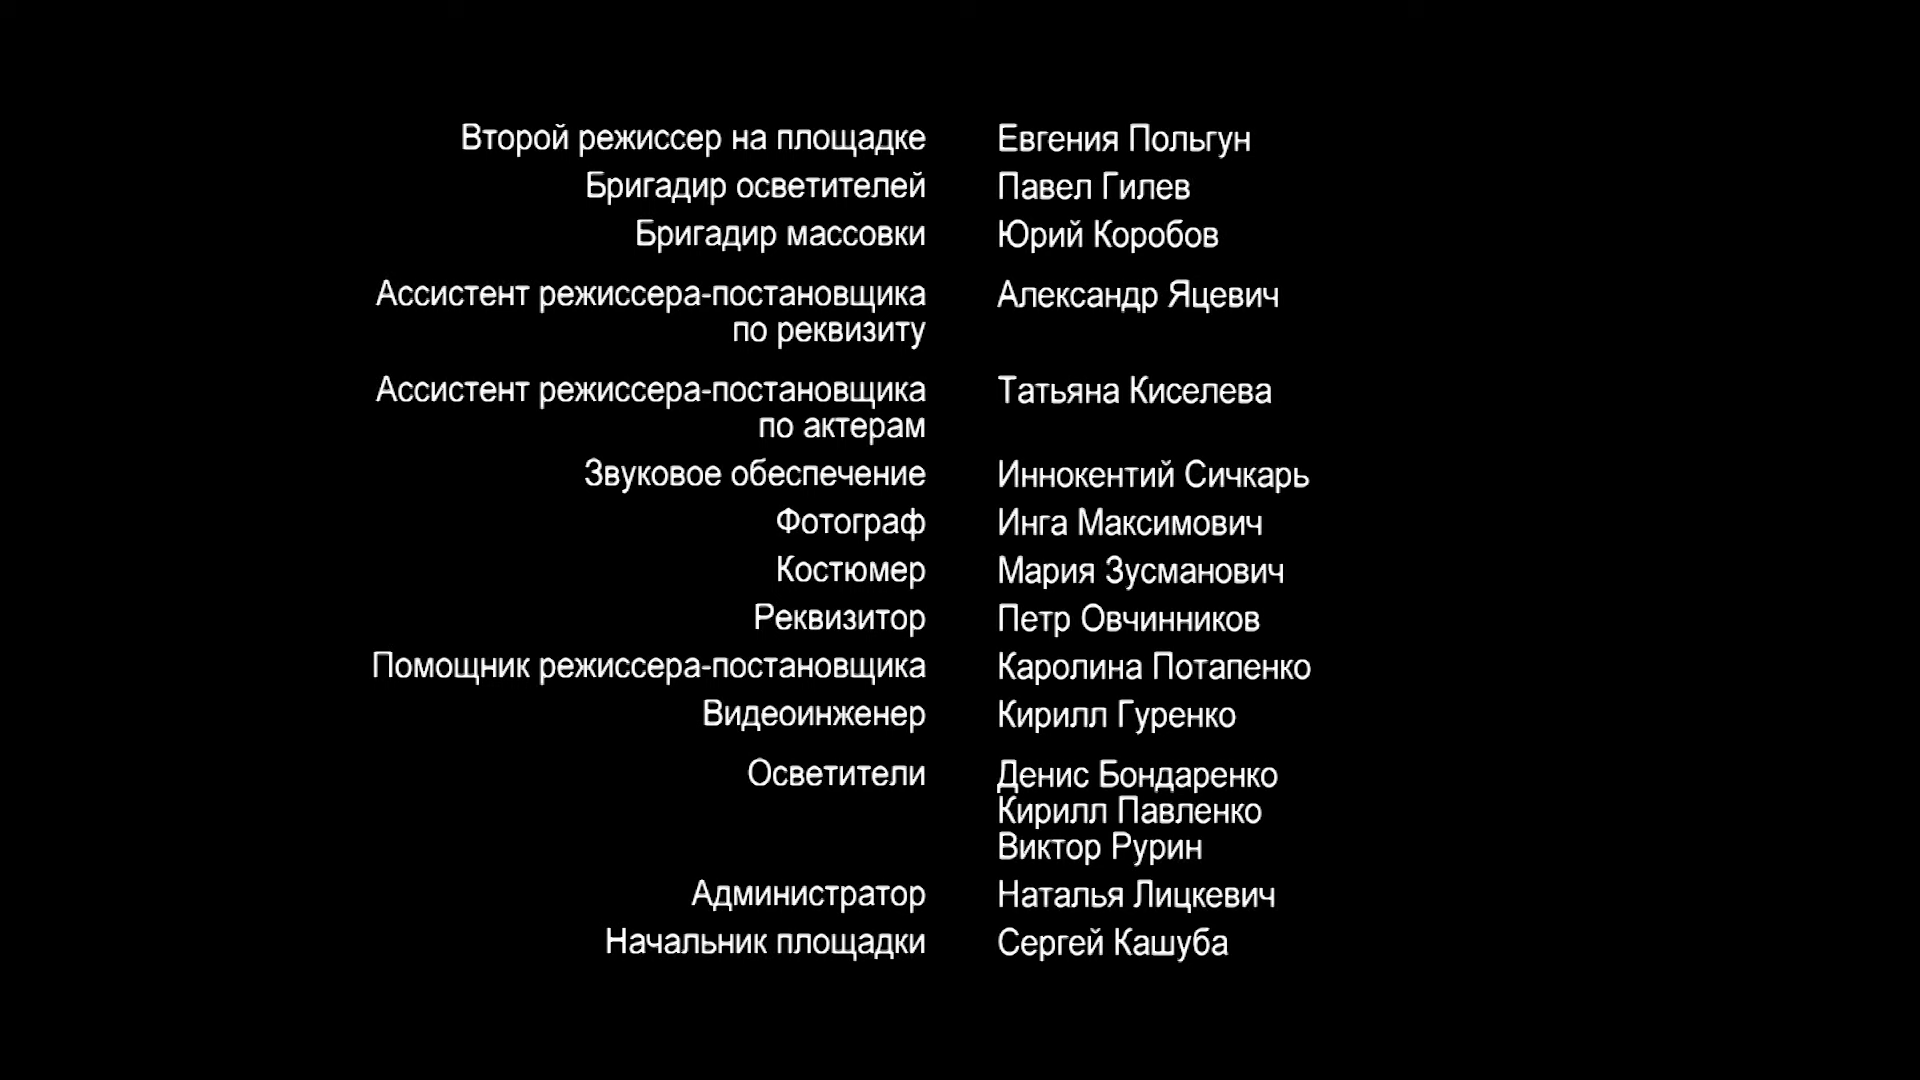 Второй режиссер на площадке Евгения Польгун
Бригадир осветителей Павел Гилев
Бригадир массовки Юрий Коробов
Ассистент режиссера-постановщика Александр Яцевич
по реквизиту
Ассистент режиссера-постановщика Татьяна Киселева
по актерам
Звуковое обеспечение Иннокентий Сичкарь
Фотограф Инга Максимович
Костюмер Мария Зусманович
Реквизитор Петр Овчинников
Помощник режиссера-постановщика Каролина Потапенко
Видеоинженер Кирилл Гуренко
Осветители Денис Бондаренко
Кирилл Павленко
Виктор Рурин
Администратор Наталья Лицкевич
Начальник площадки Сергей Кашуба